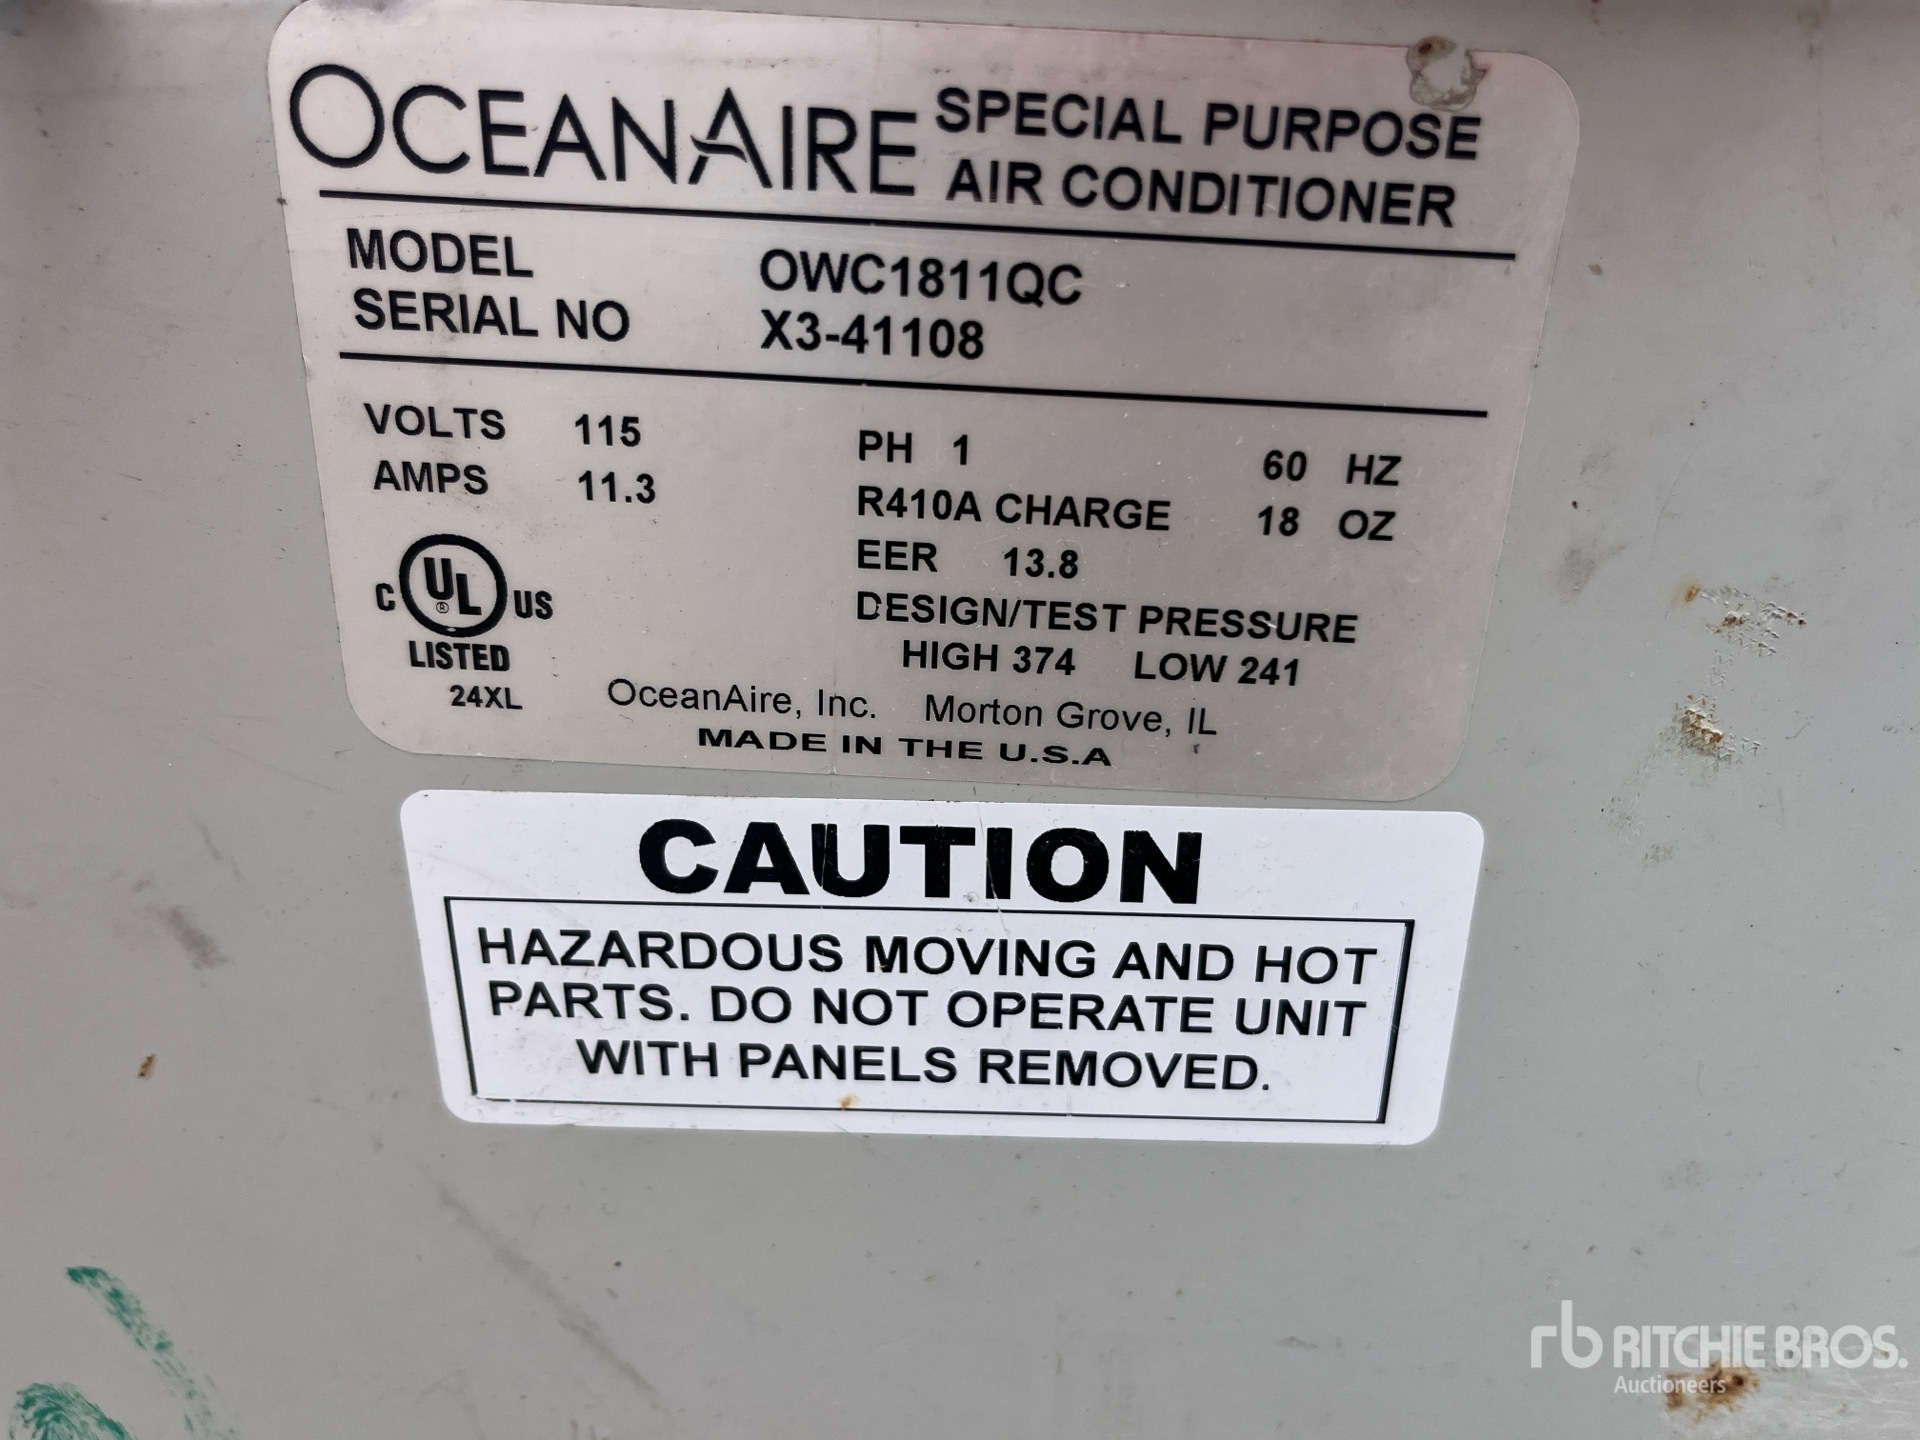 OCEANAIRE SPECIAL PURPOSE
AIR CONDITIONER
MODEL OWC1811QC
SERIAL NO X3-41108
VOLTS 115 PH 1 60 HZ
AMPS 11.3 R410A CHARGE 18 OZ
EER 13.8
DESIGN/TEST PRESSURE
HIGH 374 LOW 241
C UL ® US
LISTED
24XL
OceanAire, Inc. Morton Grove, IL
MADE IN THE U.S.A
CAUTION
HAZARDOUS MOVING AND HOT
PARTS. DO NOT OPERATE UNIT
WITH PANELS REMOVED.
rb RITCHIE BROS.
Auctioneers